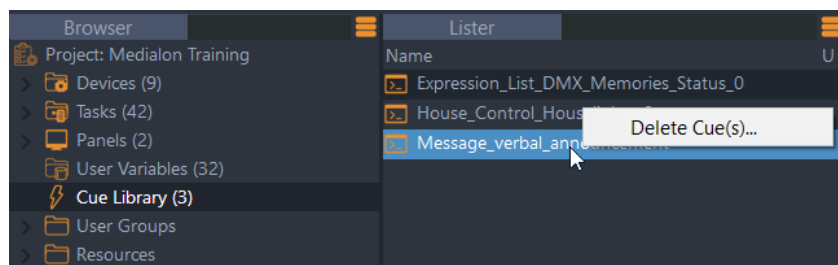 Browser
Project: Medialon Training
Devices (9)
Tasks (42)
Panels (2)
User Variables (32)
Cue Library (3)
User Groups
Resources
Lister
Name U
Expression_List_DMX_Memories_Status_0
House_Control_Hous
Message_verbal_announcement
Delete Cue(s)...